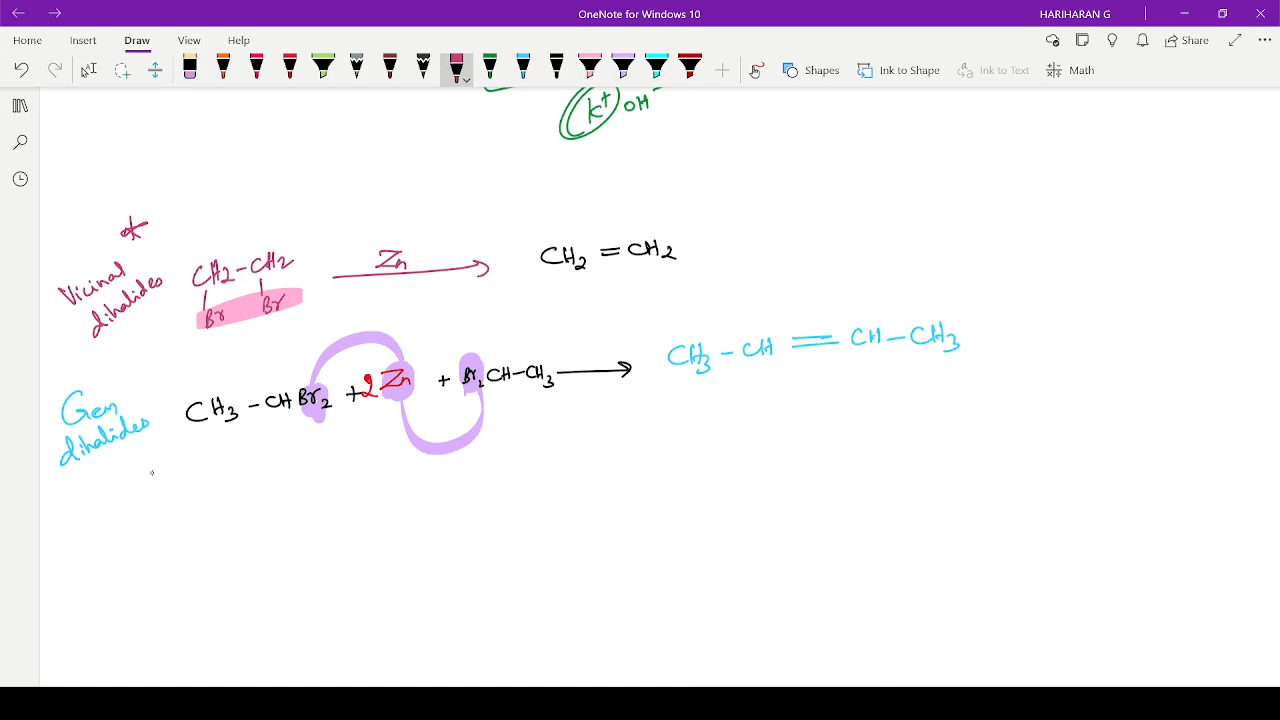 OneNote for Windows 10
HARIHARAN G
Home Insert Draw View Help
Share
Shapes
Ink to Shape
Ink to Text
Math
K+ OH-
Vicinal dihalides
CH2-CH2
Br Br
Zn
CH2=CH2
Gem dihalides
CH3-CHBr2 + 2Zn + Br2CH-CH3 ⟶ CH3-CH=CH-CH3